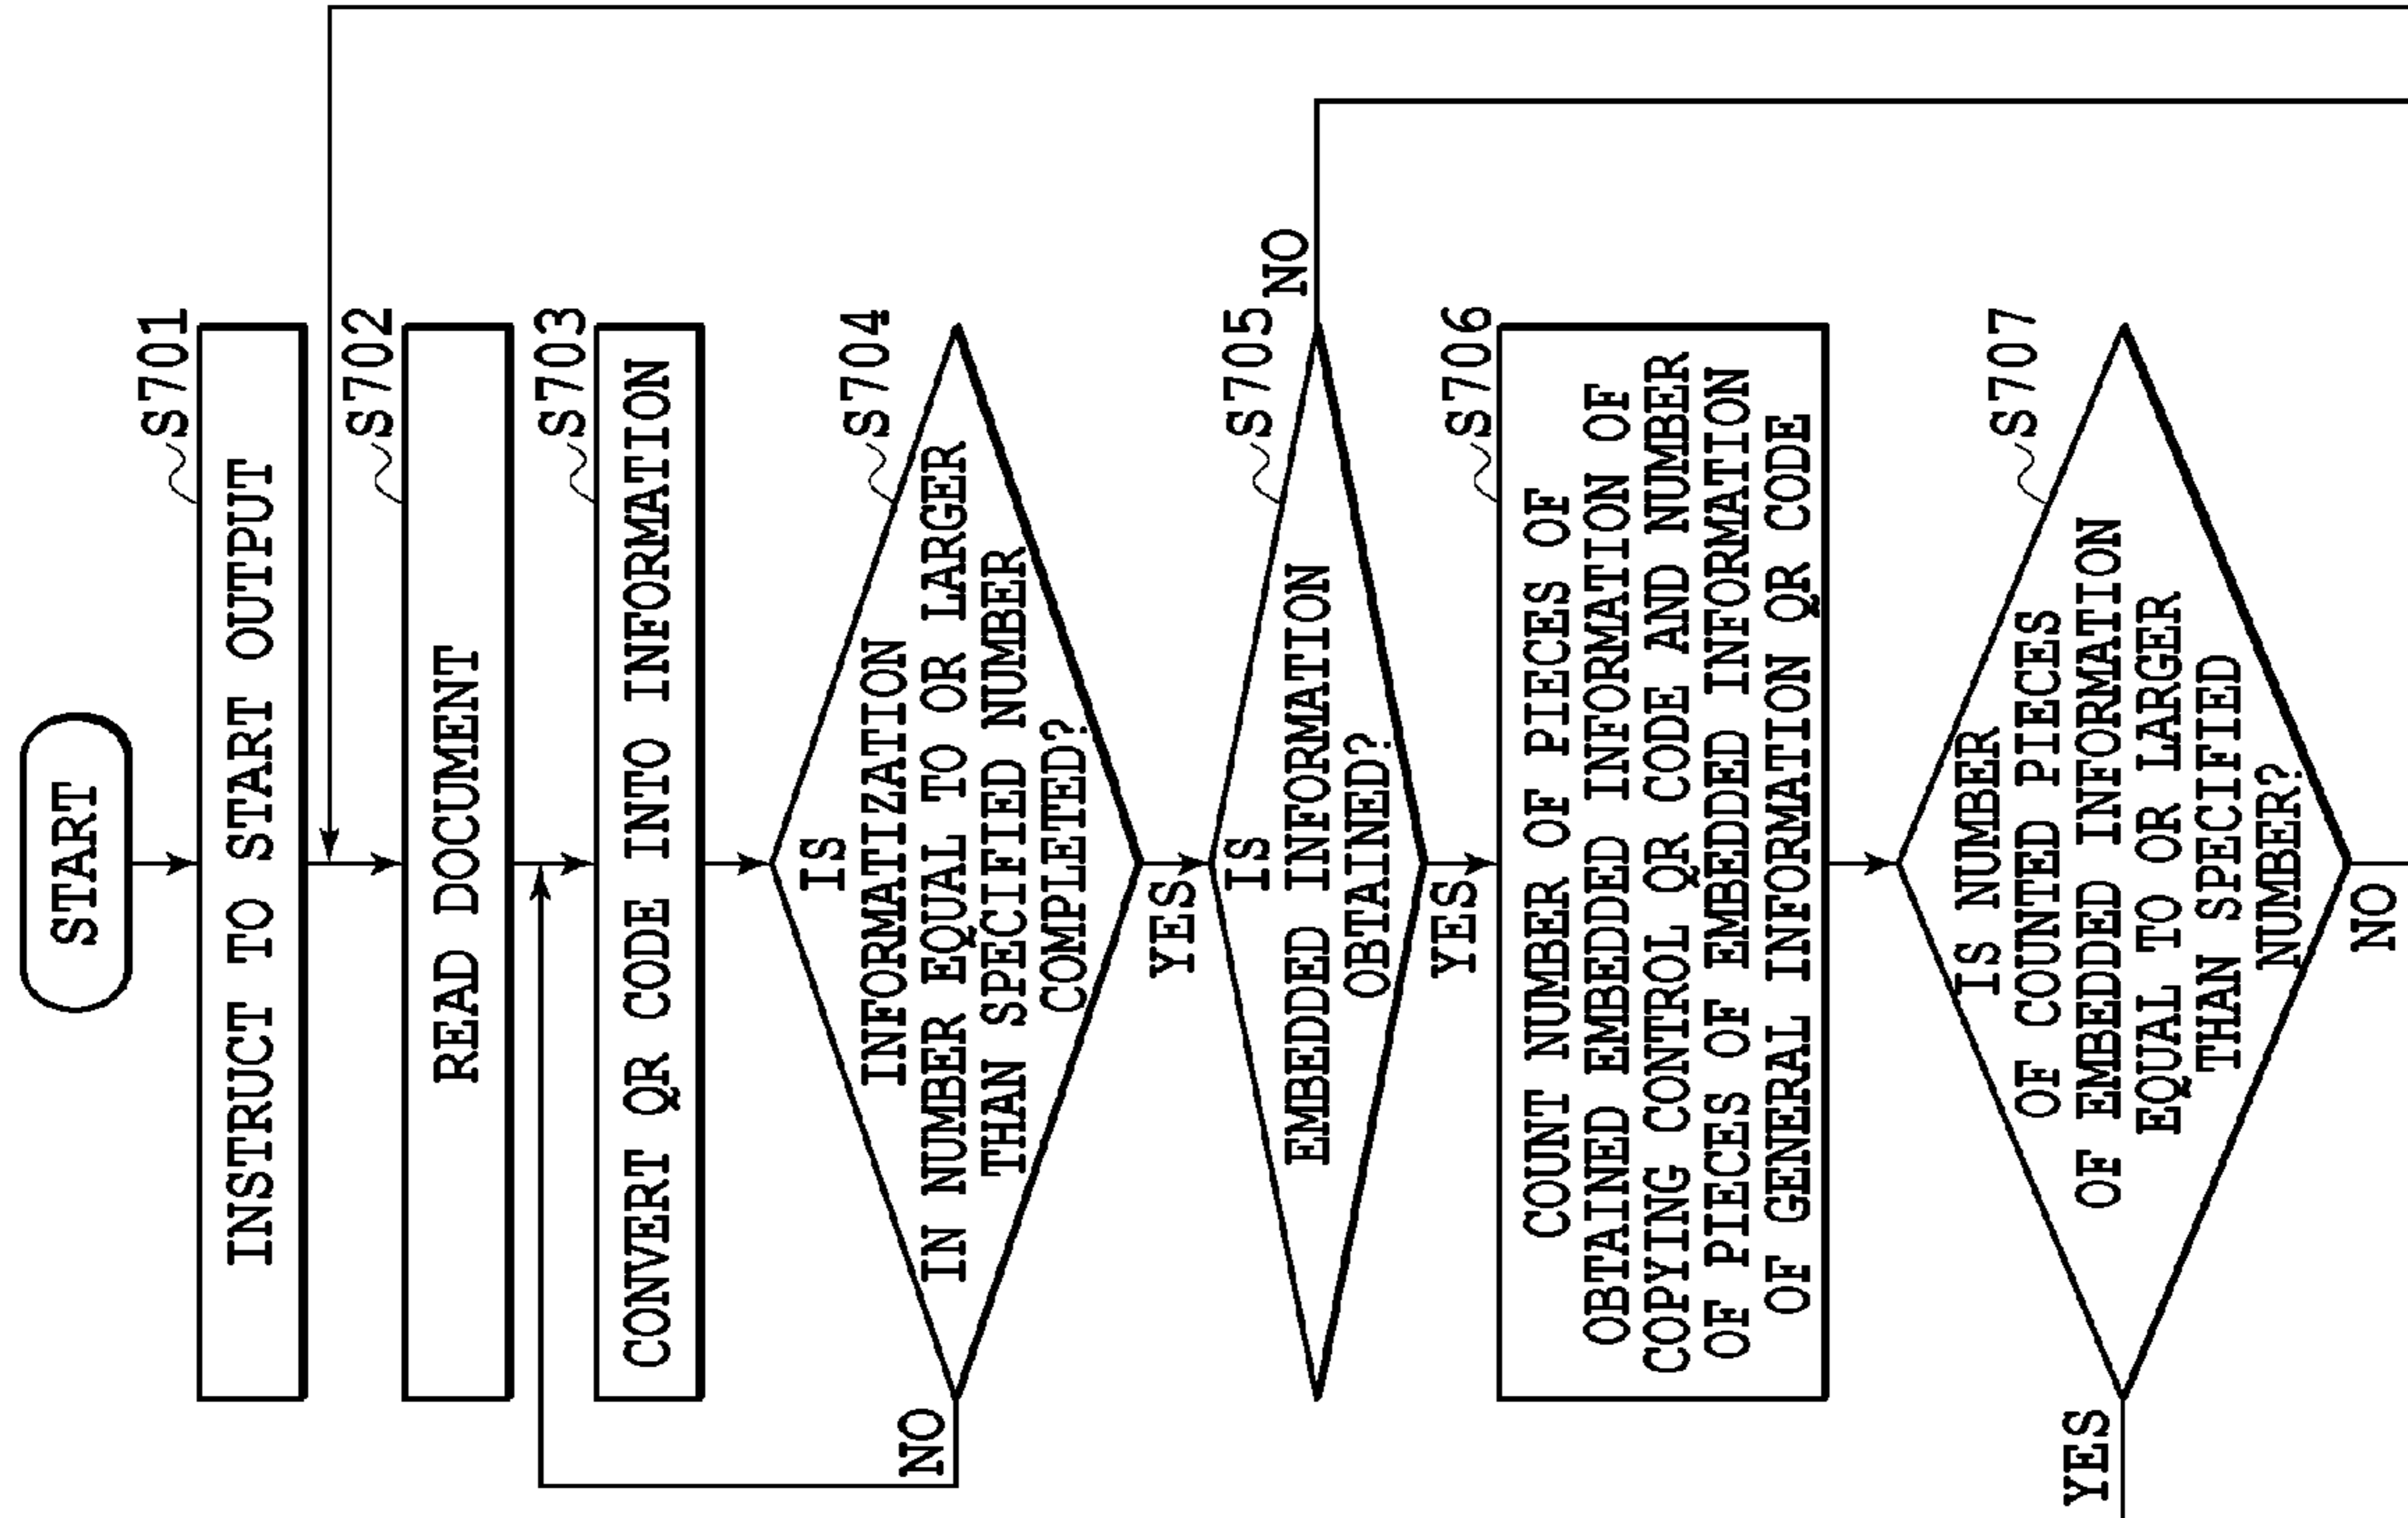 START
S701
INSTRUCT TO START OUTPUT
S702
READ DOCUMENT
S703
CONVERT QR CODE INTO INFORMATION
S704
IS
INFORMATIZATION
IN NUMBER EQUAL TO OR LARGER
THAN SPECIFIED NUMBER
COMPLETED?
NO
YES
S705
IS
EMBEDDED INFORMATION
OBTAINED?
NO
YES
S706
COUNT NUMBER OF PIECES OF
OBTAINED EMBEDDED INFORMATION OF
COPYING CONTROL QR CODE AND NUMBER
OF PIECES OF EMBEDDED INFORMATION
OF GENERAL INFORMATION QR CODE
S707
IS NUMBER
OF COUNTED PIECES
OF EMBEDDED INFORMATION
EQUAL TO OR LARGER
THAN SPECIFIED
NUMBER?
YES
NO